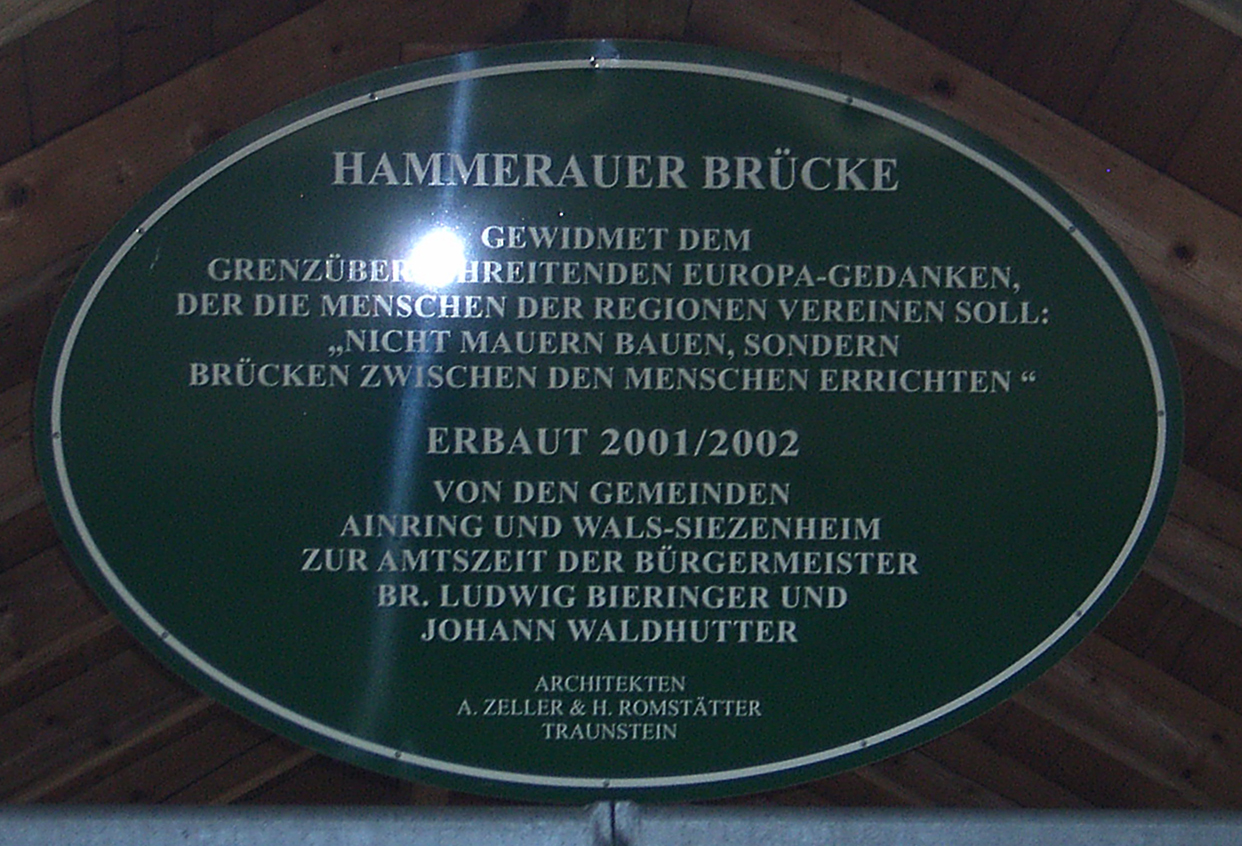 HAMMERAUER BRÜCKE
GEWIDMET DEM
GRENZÜBERSCHREITENDEN EUROPA-GEDANKEN,
DER DIE MENSCHEN DER REGIONEN VEREINEN SOLL:
„NICHT MAUERN BAUEN, SONDERN
BRÜCKEN ZWISCHEN DEN MENSCHEN ERRICHTEN “
ERBAUT 2001/2002
VON DEN GEMEINDEN
AINRING UND WALS-SIEZENHEIM
ZUR AMTSZEIT DER BÜRGERMEISTER
BR. LUDWIG BIERINGER UND
JOHANN WALDHUTTER
ARCHITEKTEN
A. ZELLER & H. ROMSTÄTTER
TRAUNSTEIN